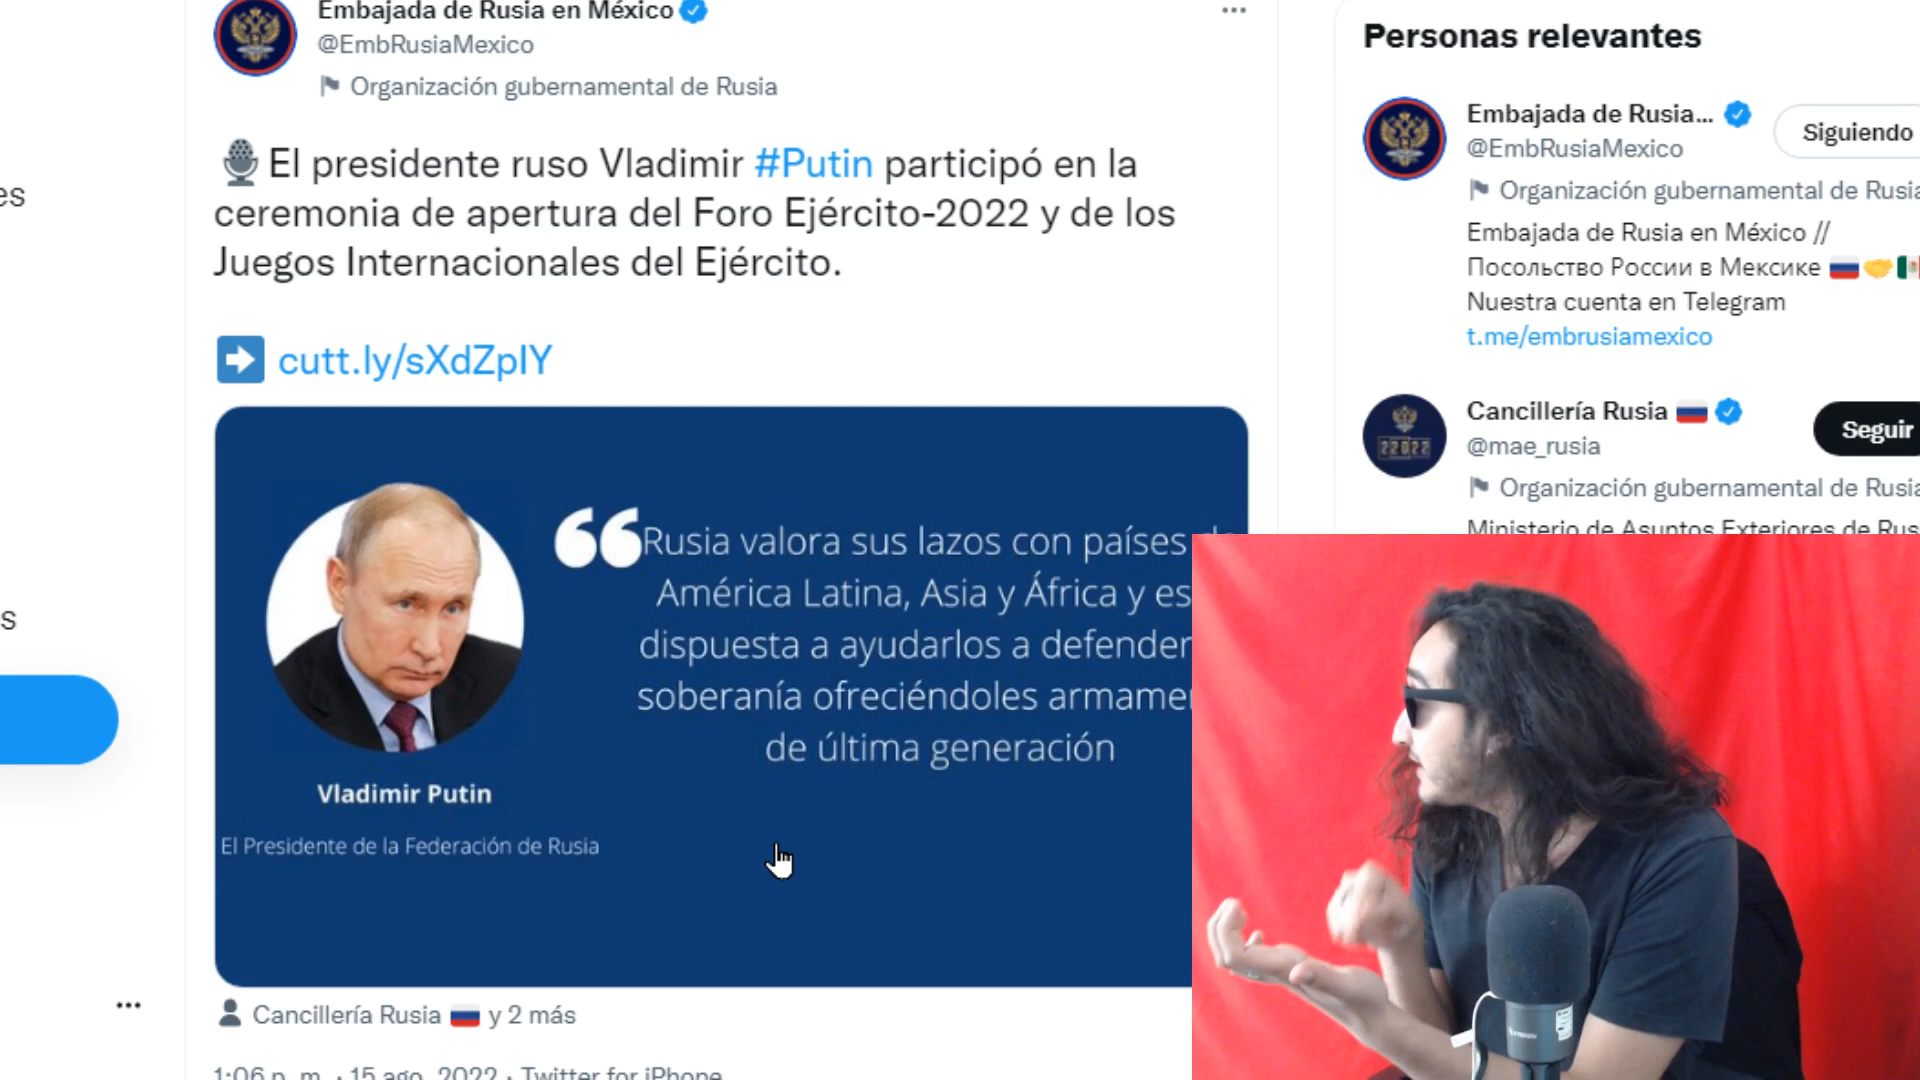 Embajada de Rusia en México
@EmbRusiaMexico
Organización gubernamental de Rusia
El presidente ruso Vladimir #Putin participó en la
ceremonia de apertura del Foro Ejército-2022 y de los
Juegos Internacionales del Ejército.
cutt.ly/sXdZpIY
Rusia valora sus lazos con países
América Latina, Asia y África y es
dispuesta a ayudarlos a defender
soberanía ofreciéndoles armame
de última generación
Vladimir Putin
El Presidente de la Federación de Rusia
Cancillería Rusia y 2 más
1:06 p. m. · 15 ago. 2022 · Twitter for iPhone
es
s
Personas relevantes
Embajada de Rusia...
@EmbRusiaMexico
Siguiendo
Organización gubernamental de Rusia
Embajada de Rusia en México //
Посольство России в Мексике
Nuestra cuenta en Telegram
t.me/embrusiamexico
Cancillería Rusia
@mae_rusia
Seguir
Organización gubernamental de Rusia
Ministerio de Asuntos Exteriores de Rus